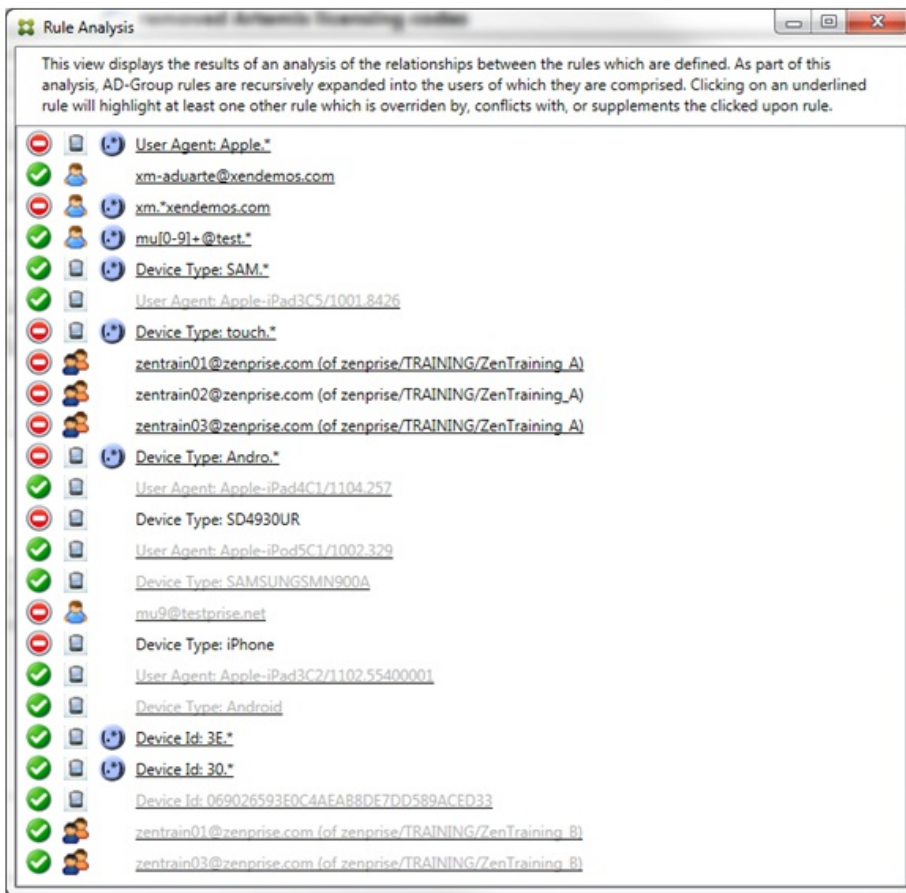 removed Artemis licensing codes
Rule Analysis
This view displays the results of an analysis of the relationships between the rules which are defined. As part of this
analysis, AD-Group rules are recursively expanded into the users of which they are comprised. Clicking on an underlined
rule will highlight at least one other rule which is overriden by, conflicts with, or supplements the clicked upon rule.
(.*) User Agent: Apple.*
xm-aduarte@xendemos.com
(.*) xm.*xendemos.com
(.*) mu[0-9]+@test.*
(.*) Device Type: SAM.*
User Agent: Apple-iPad3C5/1001.8426
(.*) Device Type: touch.*
zentrain01@zenprise.com (of zenprise/TRAINING/ZenTraining_A)
zentrain02@zenprise.com (of zenprise/TRAINING/ZenTraining_A)
zentrain03@zenprise.com (of zenprise/TRAINING/ZenTraining_A)
(.*) Device Type: Andro.*
User Agent: Apple-iPad4C1/1104.257
Device Type: SD4930UR
User Agent: Apple-iPod5C1/1002.329
Device Type: SAMSUNGSMN900A
mu9@testprise.net
Device Type: iPhone
User Agent: Apple-iPad3C2/1102.55400001
Device Type: Android
(.*) Device Id: 3E.*
(.*) Device Id: 30.*
Device Id: 069026593E0C4AEAB8DE7DD589ACED33
zentrain01@zenprise.com (of zenprise/TRAINING/ZenTraining_B)
zentrain03@zenprise.com (of zenprise/TRAINING/ZenTraining_B)